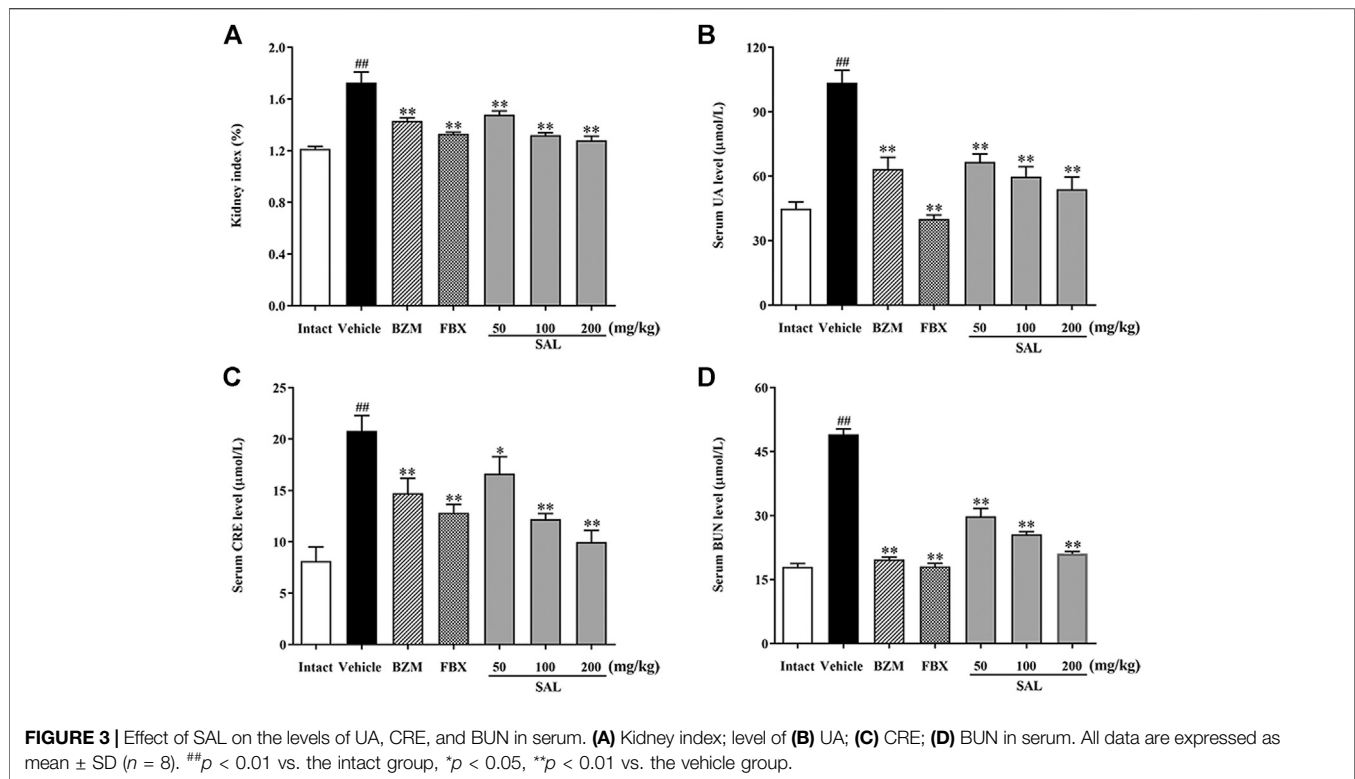 A
Kidney index (%)
2.0
1.6
1.2
0.8
0.4
0.0
##
**
**
**
**
**
Intact Vehicle BZM FBX 50 100 200 (mg/kg)
SAL
B
Serum UA level (μmol/L)
120
90
60
30
0
##
**
**
**
**
**
Intact Vehicle BZM FBX 50 100 200 (mg/kg)
SAL
C
Serum CRE level (μmol/L)
25
20
15
10
5
0
##
**
**
*
**
**
Intact Vehicle BZM FBX 50 100 200 (mg/kg)
SAL
D
Serum BUN level (μmol/L)
60
45
30
15
0
##
**
**
**
**
**
Intact Vehicle BZM FBX 50 100 200 (mg/kg)
SAL
FIGURE 3 | Effect of SAL on the levels of UA, CRE, and BUN in serum. (A) Kidney index; level of (B) UA; (C) CRE; (D) BUN in serum. All data are expressed as
mean ± SD (n = 8). ##p < 0.01 vs. the intact group, *p < 0.05, **p < 0.01 vs. the vehicle group.